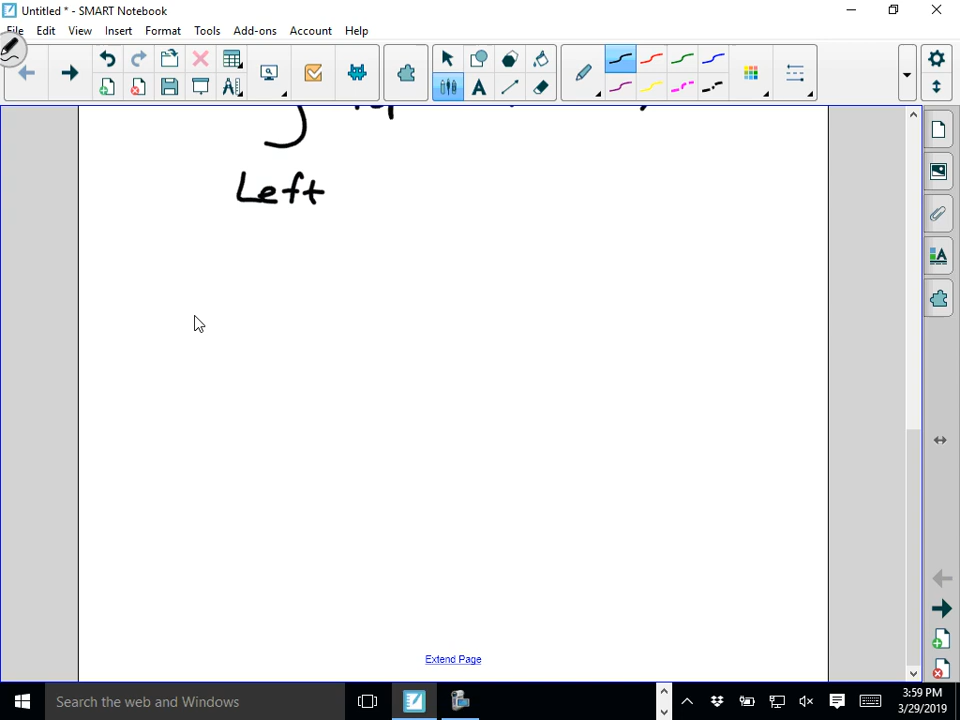 Untitled * - SMART Notebook
File Edit View Insert Format Tools Add-ons Account Help
Left
Extend Page
Search the web and Windows
3:59 PM
3/29/2019